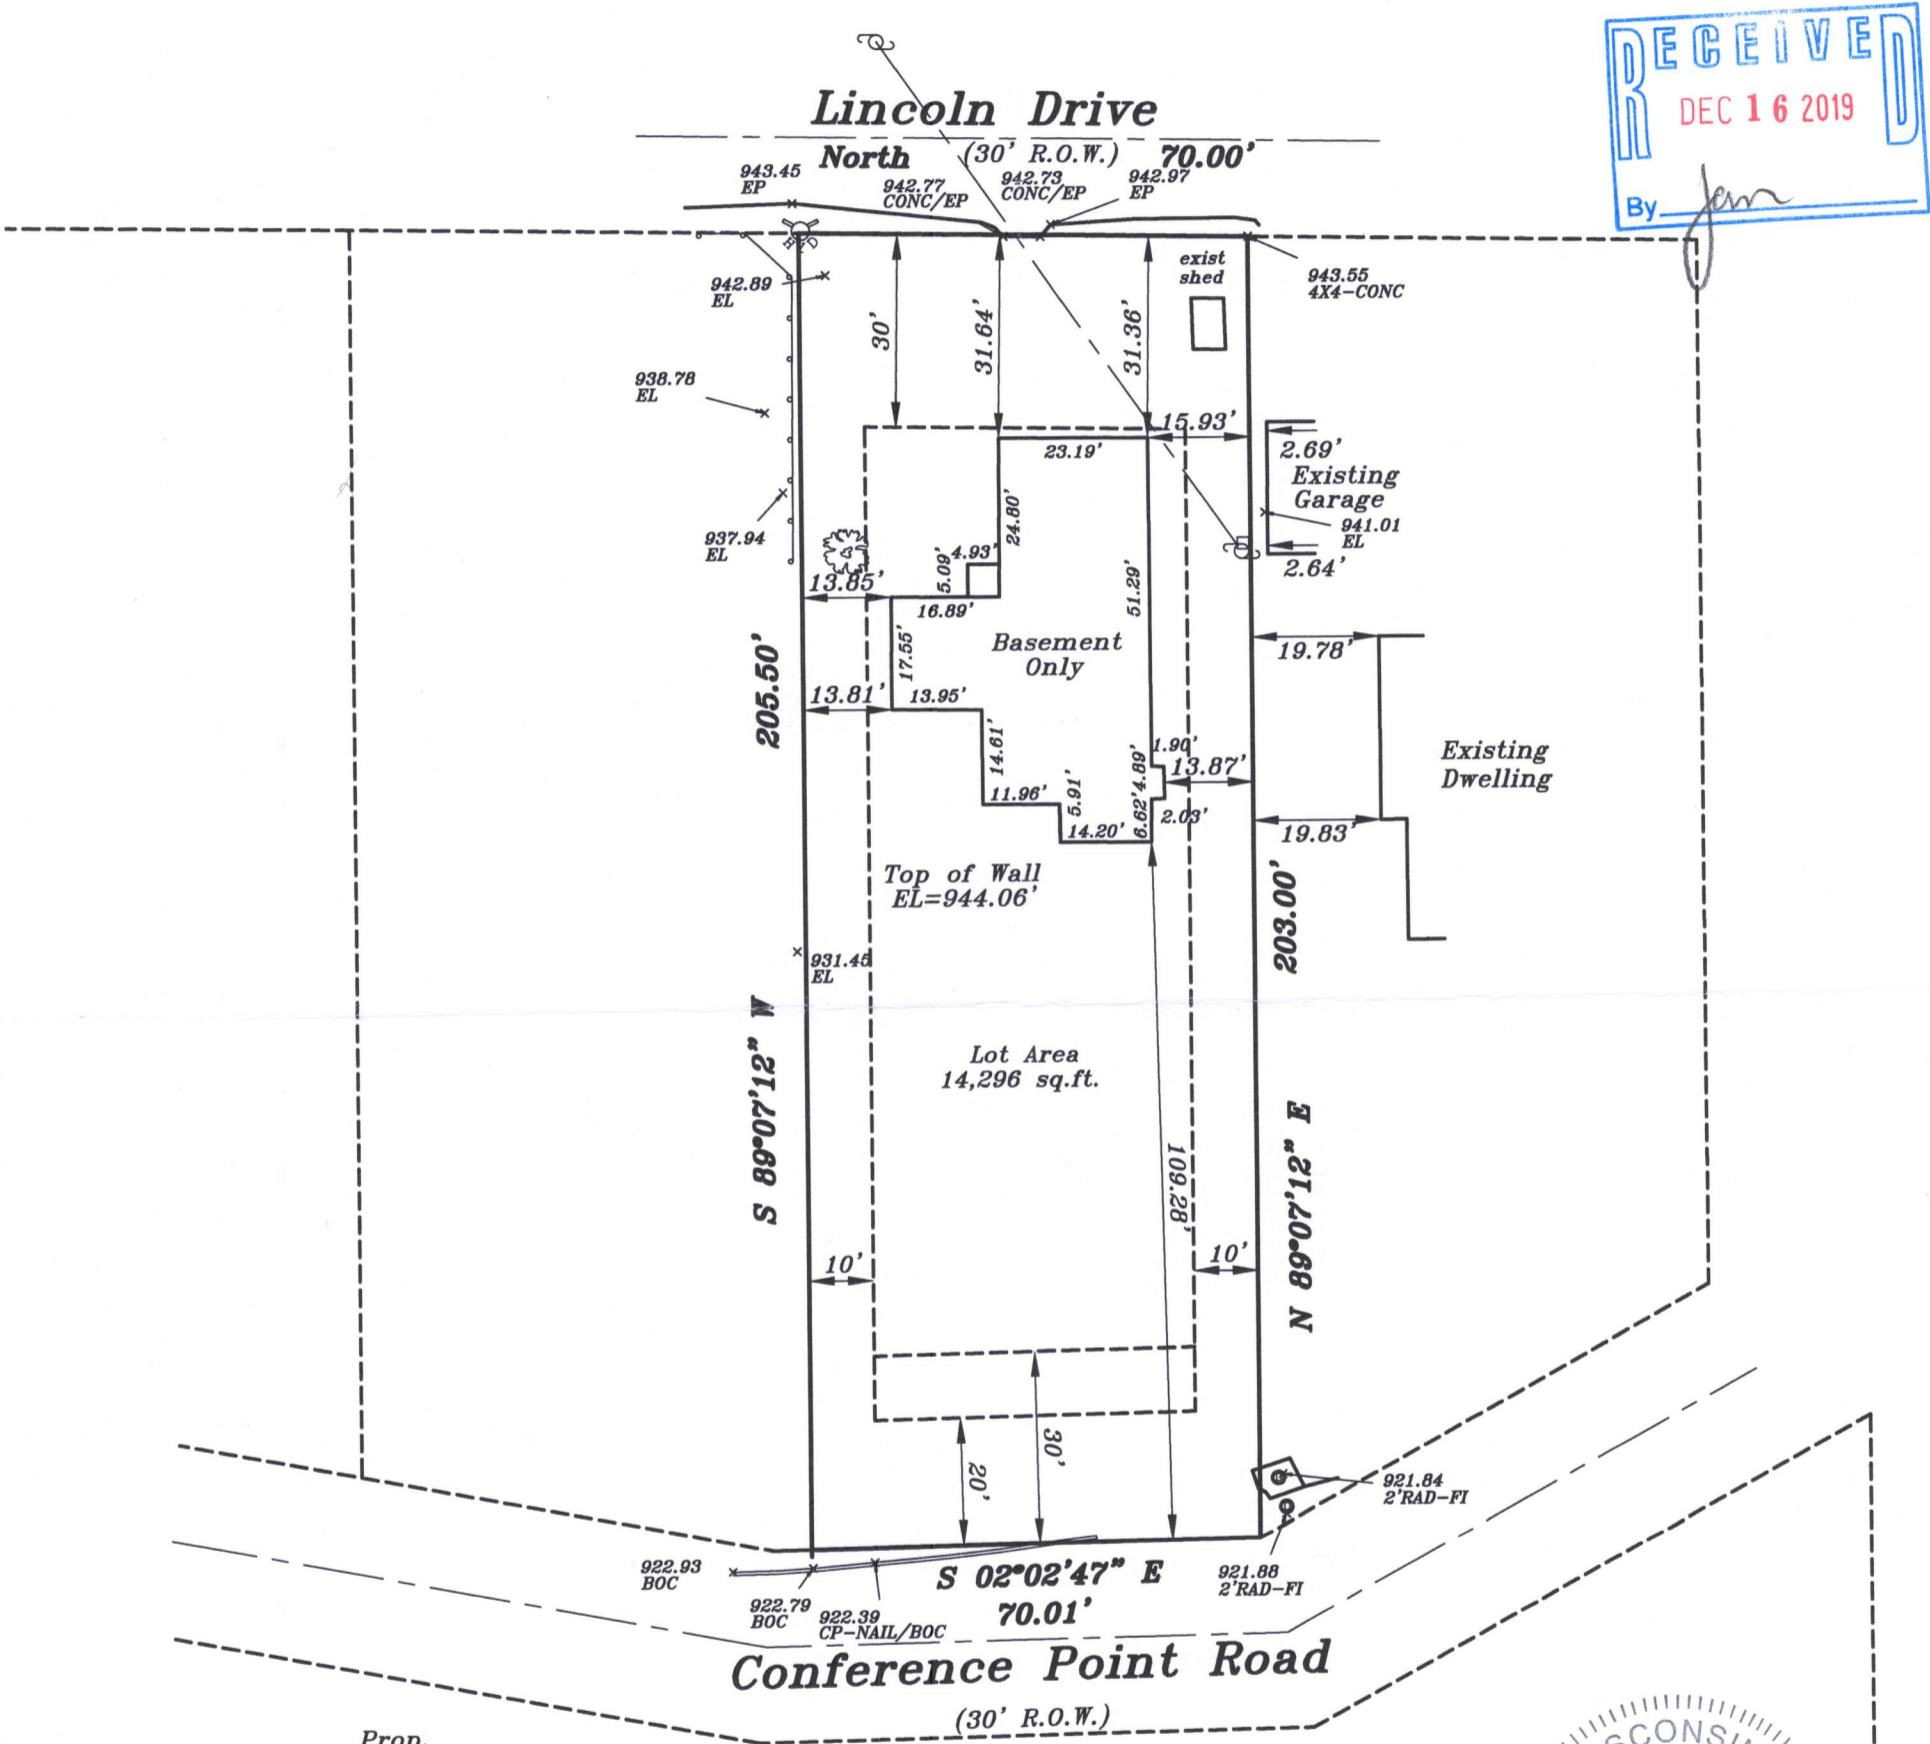 RECEIVED
DEC 16 2019
By Jam
Lincoln Drive
North (30' R.O.W.) 70.00'
943.45
EP
942.77
CONC/EP
942.73
CONC/EP
942.97
EP
942.89
EL
exist
shed
943.55
4X4-CONC
30'
31.64'
31.36'
938.78
EL
15.93'
23.19'
2.69'
Existing
Garage
941.01
EL
2.64'
937.94
EL
24.80'
4.93'
5.09'
13.85'
16.89'
51.29'
Basement
Only
17.55'
19.78'
205.50'
13.81'
13.95'
14.61'
1.90'
4.89'
13.87'
Existing
Dwelling
11.96'
5.91'
6.62'
2.03'
14.20'
19.83'
Top of Wall
EL=944.06'
203.00'
931.45
EL
S 89°07'12" W
Lot Area
14,296 sq.ft.
109.28'
N 89°07'12" E
10'
10'
30'
20'
921.84
2'RAD-FI
922.93
BOC
S 02°02'47" E
921.88
2'RAD-FI
922.79
BOC
922.39
CP-NAIL/BOC
70.01'
Conference Point Road
(30' R.O.W.)
Prop.
SCONSI